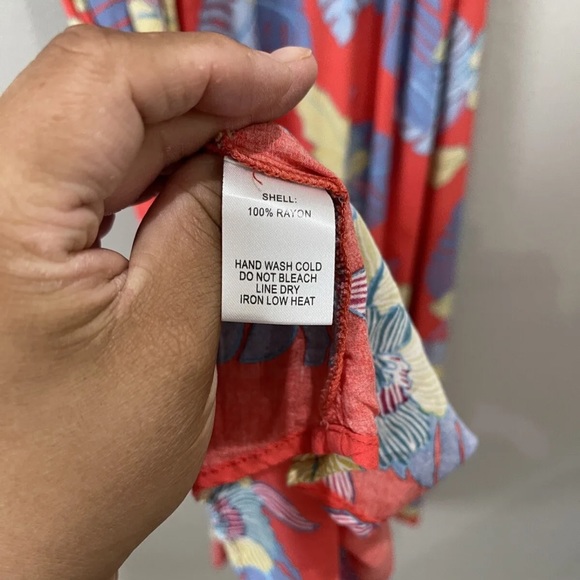 SHELL:
100% RAYON
HAND WASH COLD
DO NOT BLEACH
LINE DRY
IRON LOW HEAT